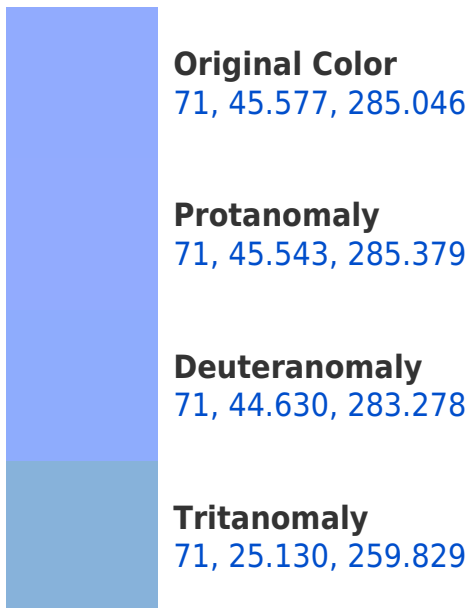 Original Color
71, 45.577, 285.046
Protanomaly
71, 45.543, 285.379
Deuteranomaly
71, 44.630, 283.278
Tritanomaly
71, 25.130, 259.829